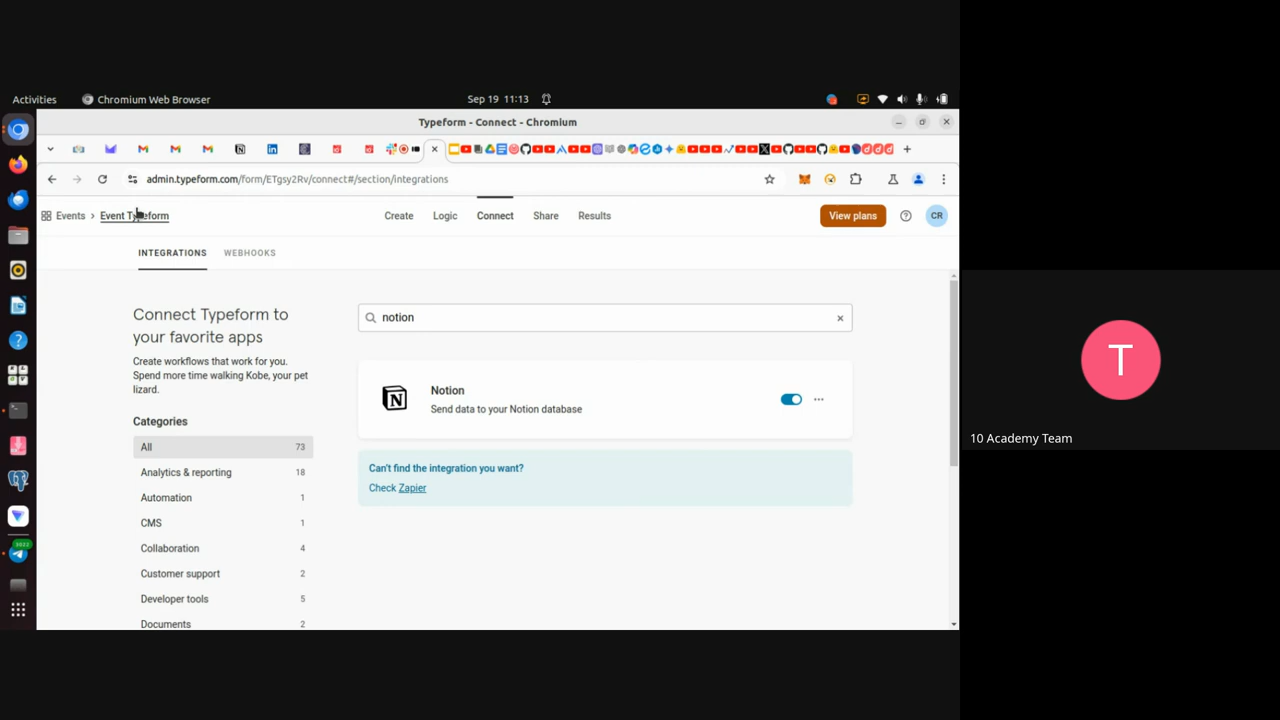 Activities
Chromium Web Browser
Sep 19 11:13
Typeform - Connect - Chromium
admin.typeform.com/form/ETgsy2Rv/connect#/section/integrations
Events
Event Typeform
Create
Logic
Connect
Share
Results
View plans
CR
INTEGRATIONS
WEBHOOKS
Connect Typeform to
your favorite apps
Create workflows that work for you.
Spend more time walking Kobe, your pet
lizard.
Categories
All 73
Analytics & reporting 18
Automation 1
CMS 1
Collaboration 4
Customer support 2
Developer tools 5
Documents 2
notion
Notion
Send data to your Notion database
Can't find the integration you want?
Check Zapier
T
10 Academy Team